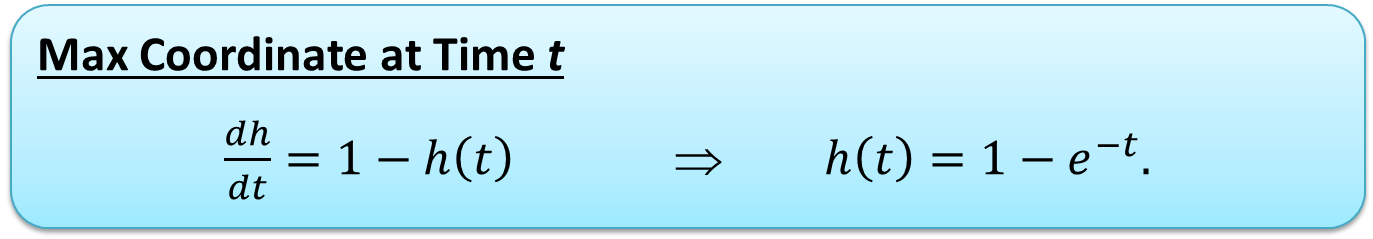 Max Coordinate at Time t
dh/dt = 1 − h(t) ⇒ h(t) = 1 − e^{−t}.